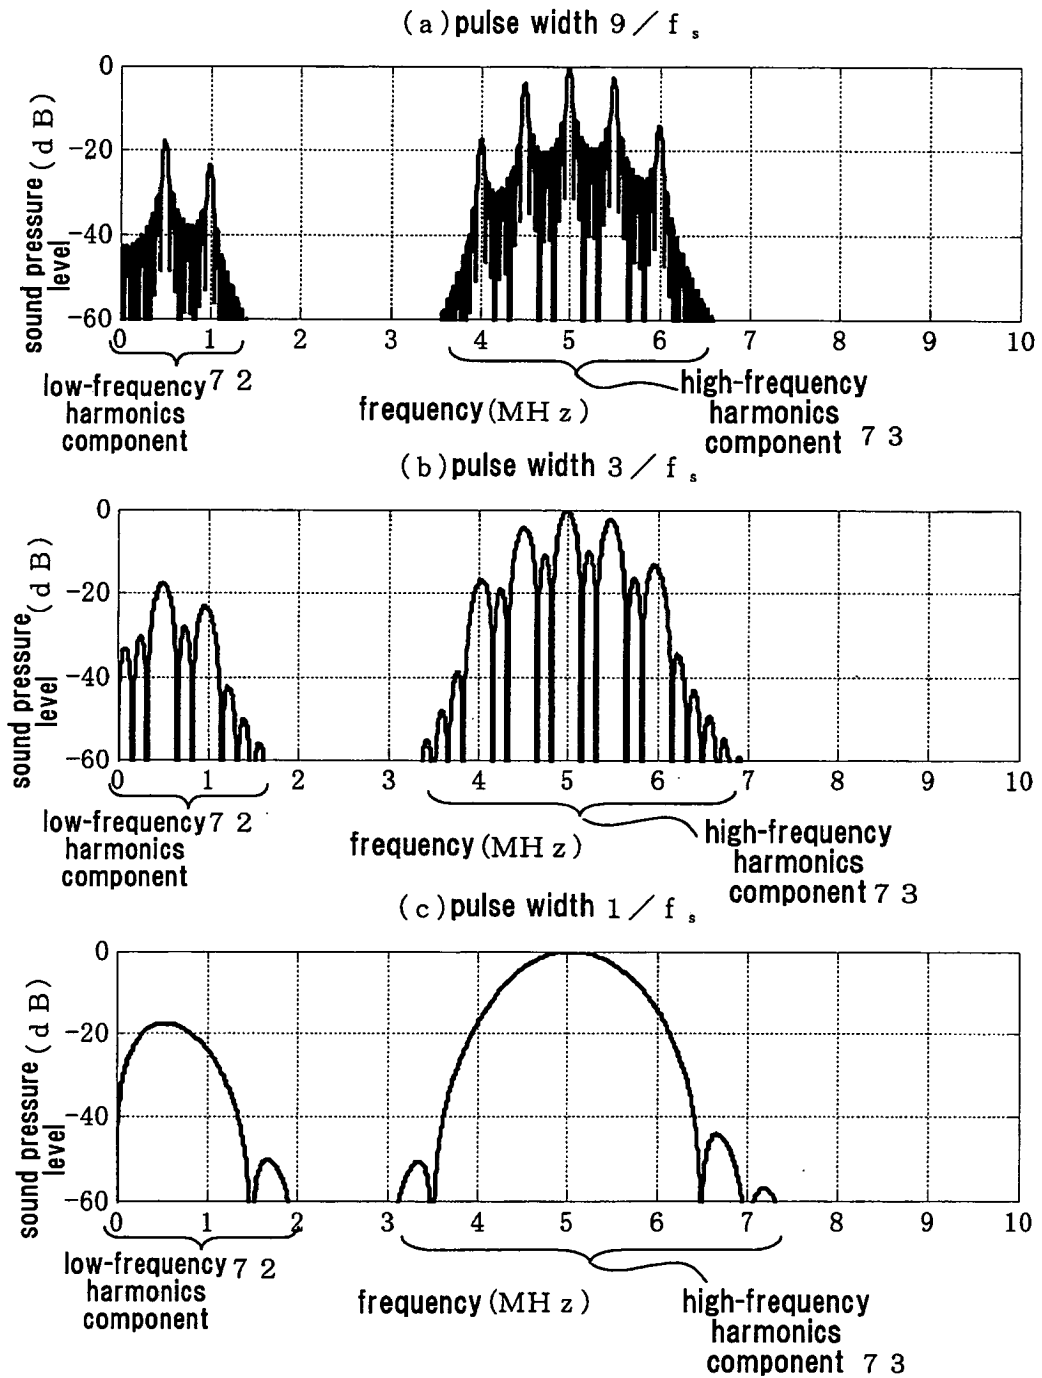 (a)pulse width 9/f s
sound pressure level (dB)
0
-20
-40
-60
0 1 2 3 4 5 6 7 8 9 10
low-frequency harmonics component 72
frequency(MHz)
high-frequency harmonics component 73
(b)pulse width 3/f s
sound pressure level (dB)
0
-20
-40
-60
0 1 2 3 4 5 6 7 8 9 10
low-frequency harmonics component 72
frequency(MHz)
high-frequency harmonics component 73
(c)pulse width 1/f s
sound pressure level (dB)
0
-20
-40
-60
0 1 2 3 4 5 6 7 8 9 10
low-frequency harmonics component 72
frequency(MHz)
high-frequency harmonics component 73